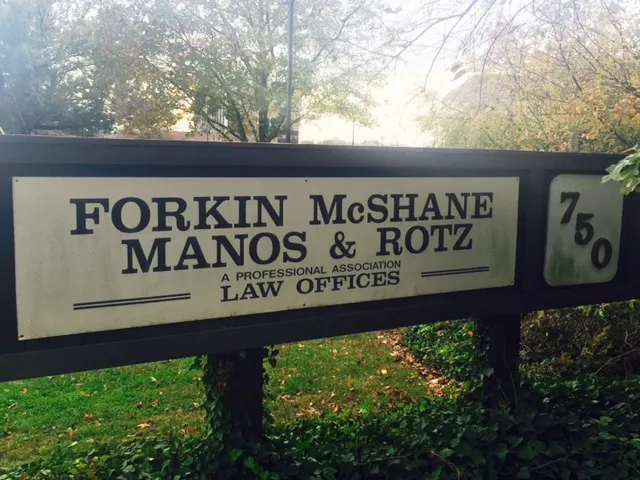 FORKIN McSHANE
MANOS & ROTZ
A PROFESSIONAL ASSOCIATION
LAW OFFICES
750